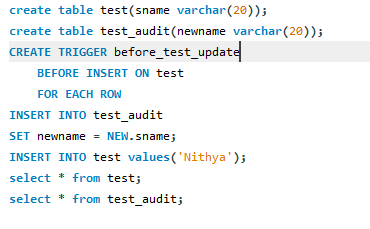 create table test(sname varchar(20));
create table test_audit(newname varchar(20));
CREATE TRIGGER before_test_update
    BEFORE INSERT ON test
    FOR EACH ROW
INSERT INTO test_audit
SET newname = NEW.sname;
INSERT INTO test values('Nithya');
select * from test;
select * from test_audit;